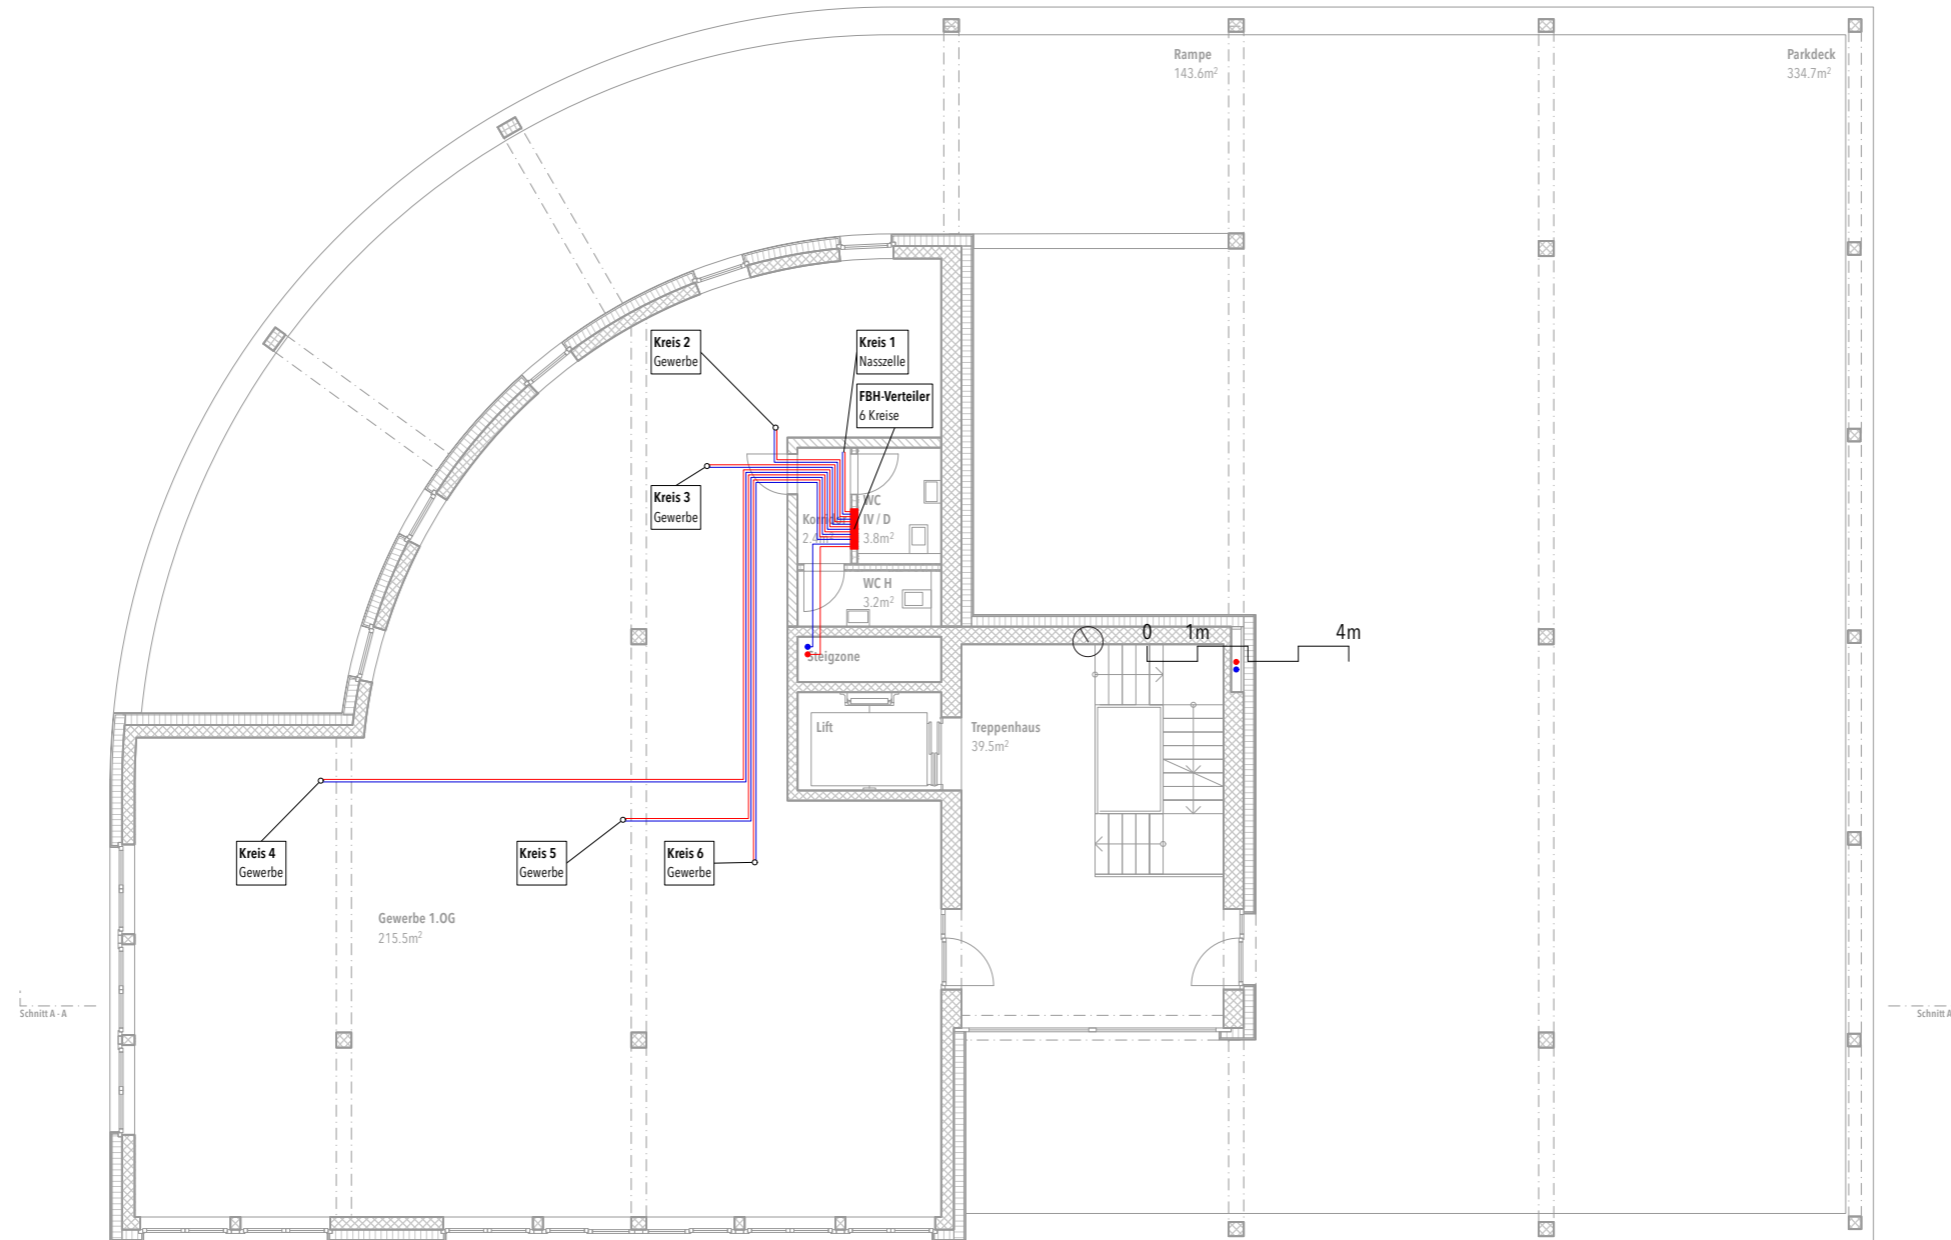 Rampe
143.6m²
Parkdeck
334.7m²
Kreis 2
Gewerbe
Kreis 1
Nasszelle
FBH-Verteiler
6 Kreise
Kreis 3
Gewerbe
WC
IV / D
3.8m²
Korridor
WC H
3.2m²
Steigzone
0 1m 4m
Lift
Treppenhaus
39.5m²
Kreis 4
Gewerbe
Kreis 5
Gewerbe
Kreis 6
Gewerbe
Gewerbe 1.OG
215.5m²
Schnitt A - A
Schnitt A